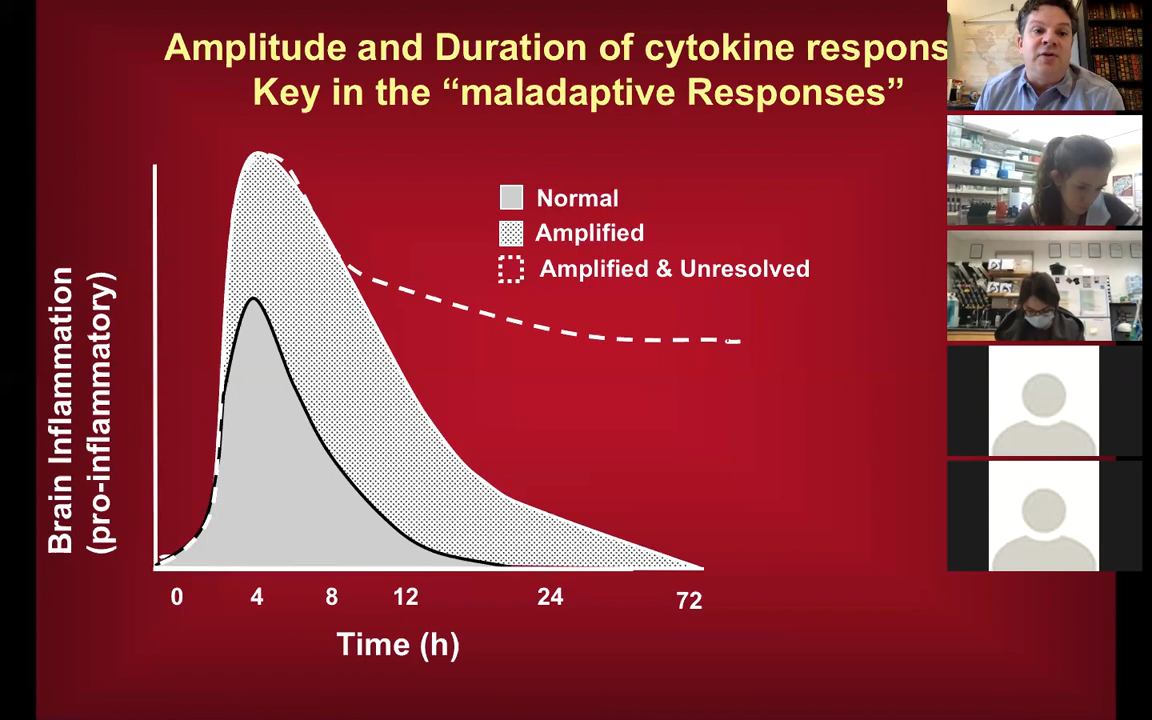 Amplitude and Duration of cytokine respons
Key in the “maladaptive Responses”
Normal
Amplified
Amplified & Unresolved
Brain Inflammation
(pro-inflammatory)
0 4 8 12 24 72
Time (h)